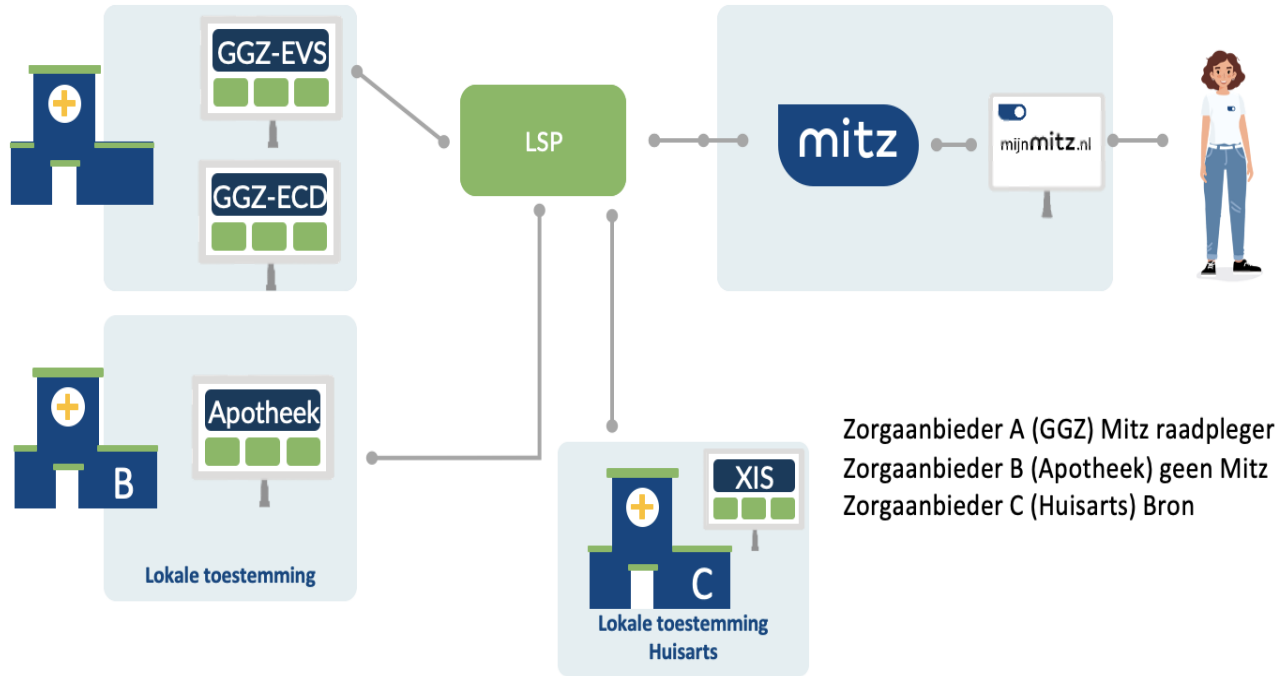 GGZ-EVS
GGZ-ECD
LSP
mitz
mijnmitz.nl
Apotheek
B
Lokale toestemming
XIS
C
Lokale toestemming
Huisarts
Zorgaanbieder A (GGZ) Mitz raadpleger
Zorgaanbieder B (Apotheek) geen Mitz
Zorgaanbieder C (Huisarts) Bron